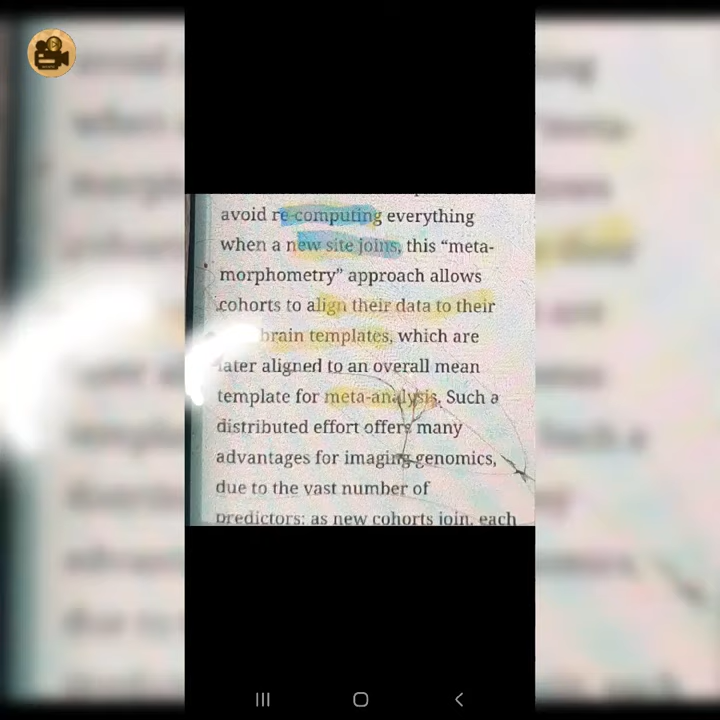 avoid re-computing everything
when a new site joins, this “meta-
morphometry” approach allows
cohorts to align their data to their
brain templates, which are
later aligned to an overall mean
template for meta-analysis. Such a
distributed effort offers many
advantages for imaging genomics,
due to the vast number of
predictors; as new cohorts join, each